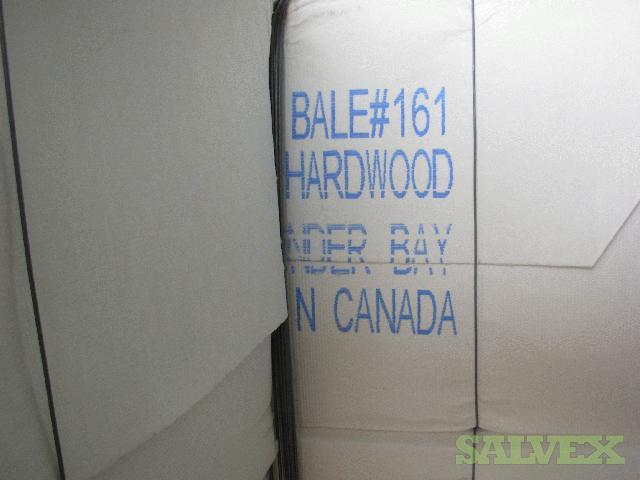 BALE#161
HARDWOOD
NDER BAY
N CANADA
SALVEX